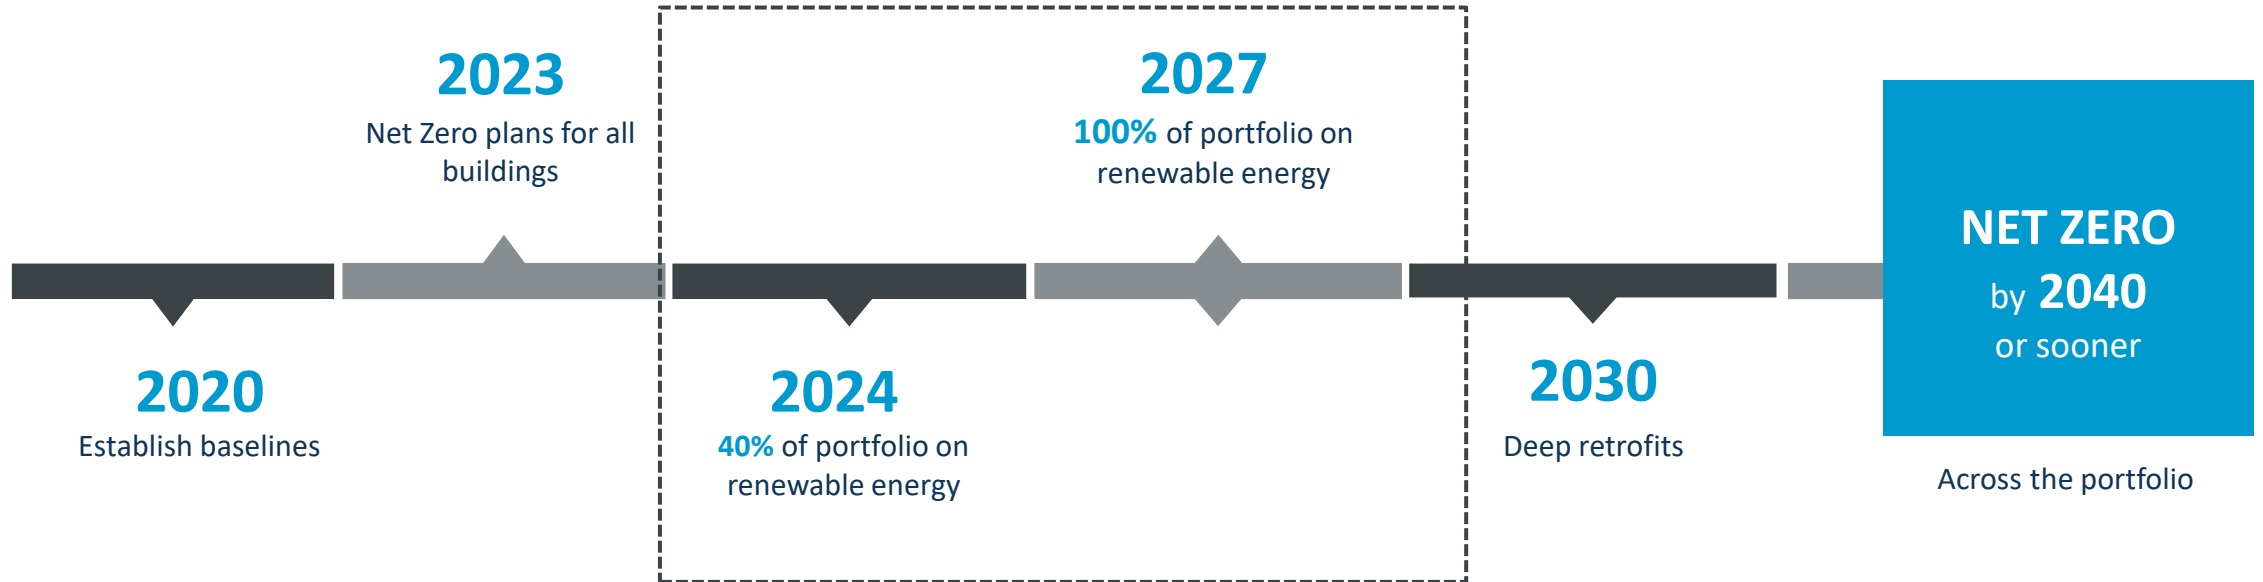 2020
Establish baselines
2023
Net Zero plans for all
buildings
2024
40% of portfolio on
renewable energy
2027
100% of portfolio on
renewable energy
2030
Deep retrofits
NET ZERO
by 2040
or sooner
Across the portfolio